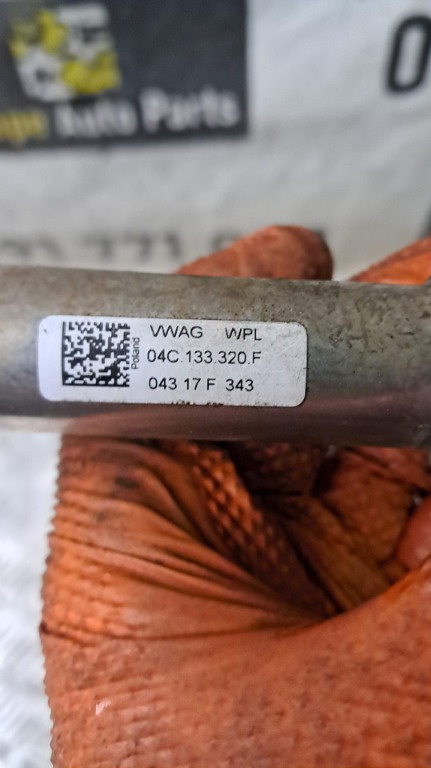 Auto Parts
VWAG WPL
Poland
04C.133.320.F
043 17 F 343